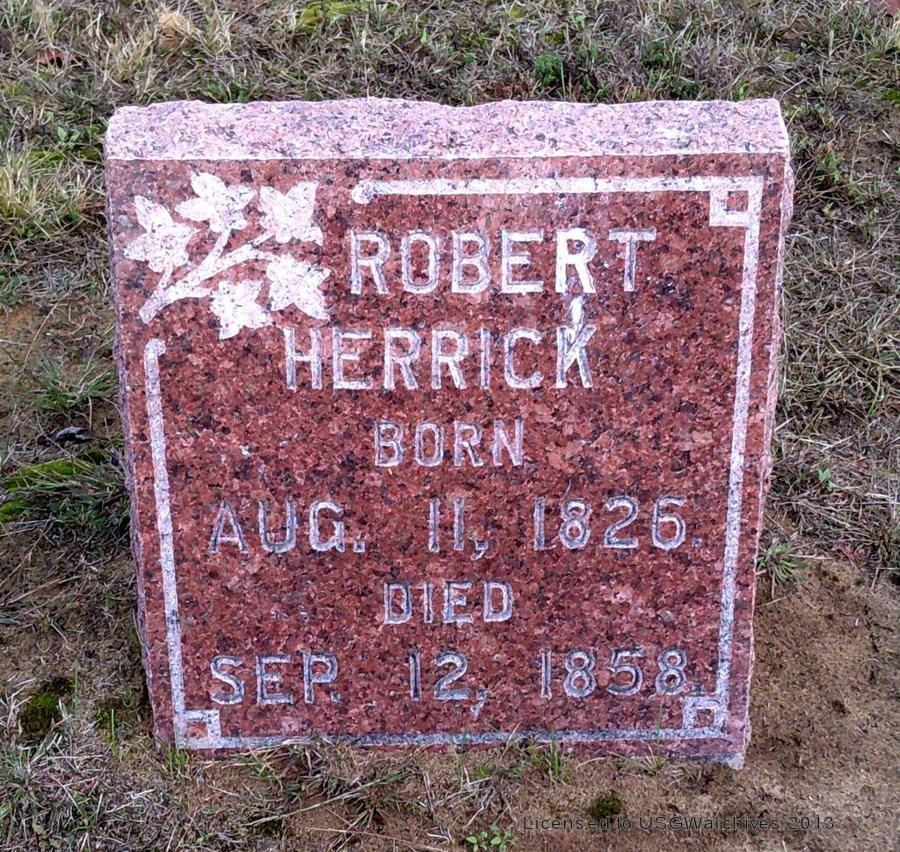 ROBERT
HERRICK
BORN
AUG. 11, 1826.
DIED
SEP. 12, 1858.
Licensed to USGWarchives 2013